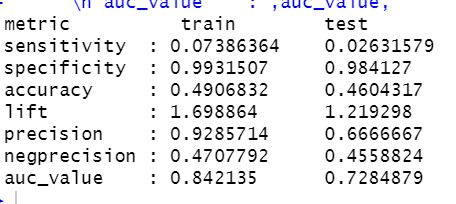 \n auc_value    : ',auc_value,
metric train test
sensitivity : 0.07386364 0.02631579
specificity : 0.9931507 0.984127
accuracy : 0.4906832 0.4604317
lift : 1.698864 1.219298
precision : 0.9285714 0.6666667
negprecision : 0.4707792 0.4558824
auc_value : 0.842135 0.7284879
>